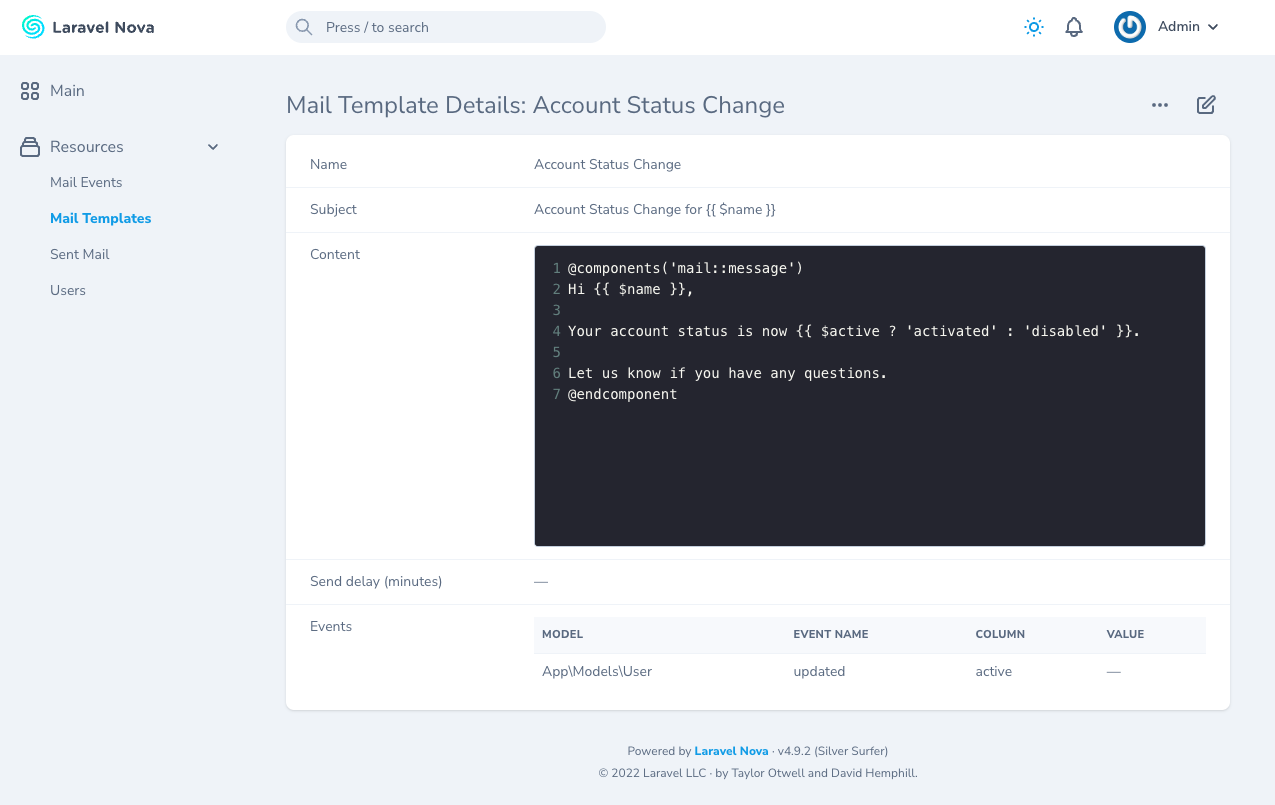 Laravel Nova
Press / to search
Admin
Main
Resources
Mail Events
Mail Templates
Sent Mail
Users
Mail Template Details: Account Status Change
Name
Account Status Change
Subject
Account Status Change for {{ $name }}
Content
1 @components('mail::message')
2 Hi {{ $name }},
3
4 Your account status is now {{ $active ? 'activated' : 'disabled' }}.
5
6 Let us know if you have any questions.
7 @endcomponent
Send delay (minutes)
—
Events
MODEL EVENT NAME COLUMN VALUE
App\Models\User updated active —
Powered by Laravel Nova · v4.9.2 (Silver Surfer)
© 2022 Laravel LLC · by Taylor Otwell and David Hemphill.